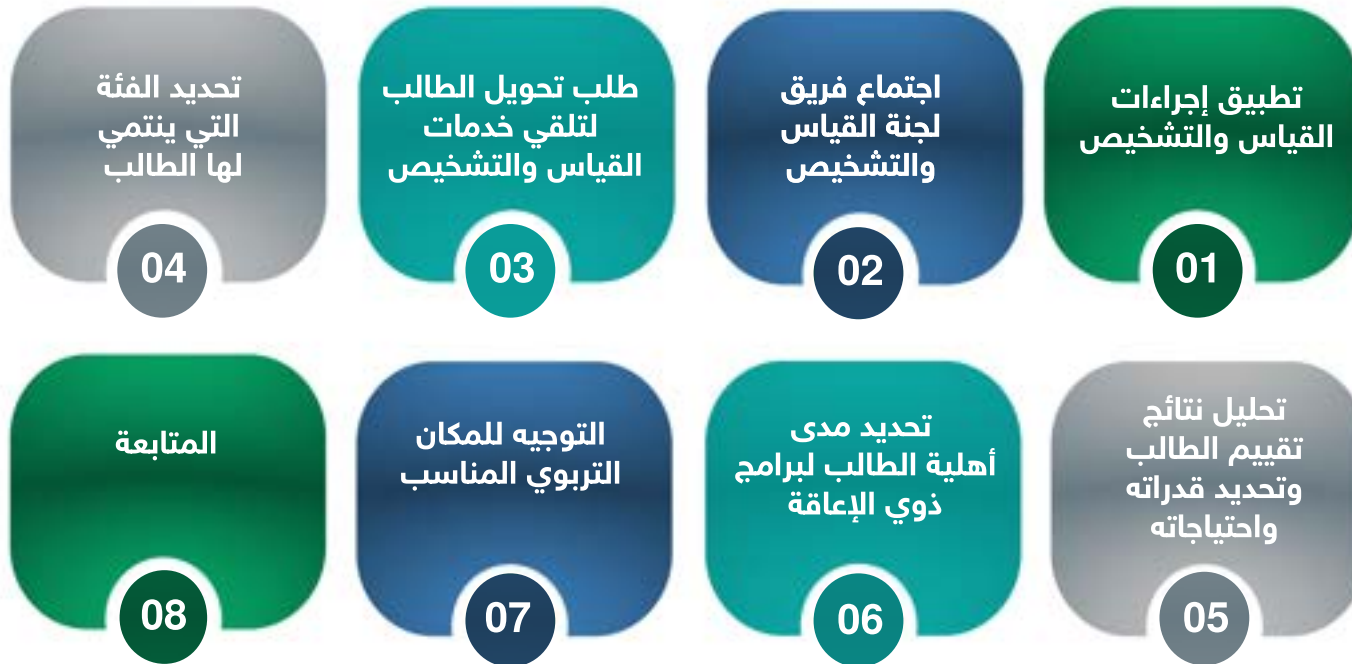 تطبيق إجراءات
القياس والتشخيص
01
اجتماع فريق
لجنة القياس
والتشخيص
02
طلب تحويل الطالب
لتلقي خدمات
القياس والتشخيص
03
تحديد الفئة
التي ينتمي
لها الطالب
04
تحليل نتائج
تقييم الطالب
وتحديد قدراته
واحتياجاته
05
تحديد مدى
أهلية الطالب لبرامج
ذوي الإعاقة
06
التوجيه للمكان
التربوي المناسب
07
المتابعة
08